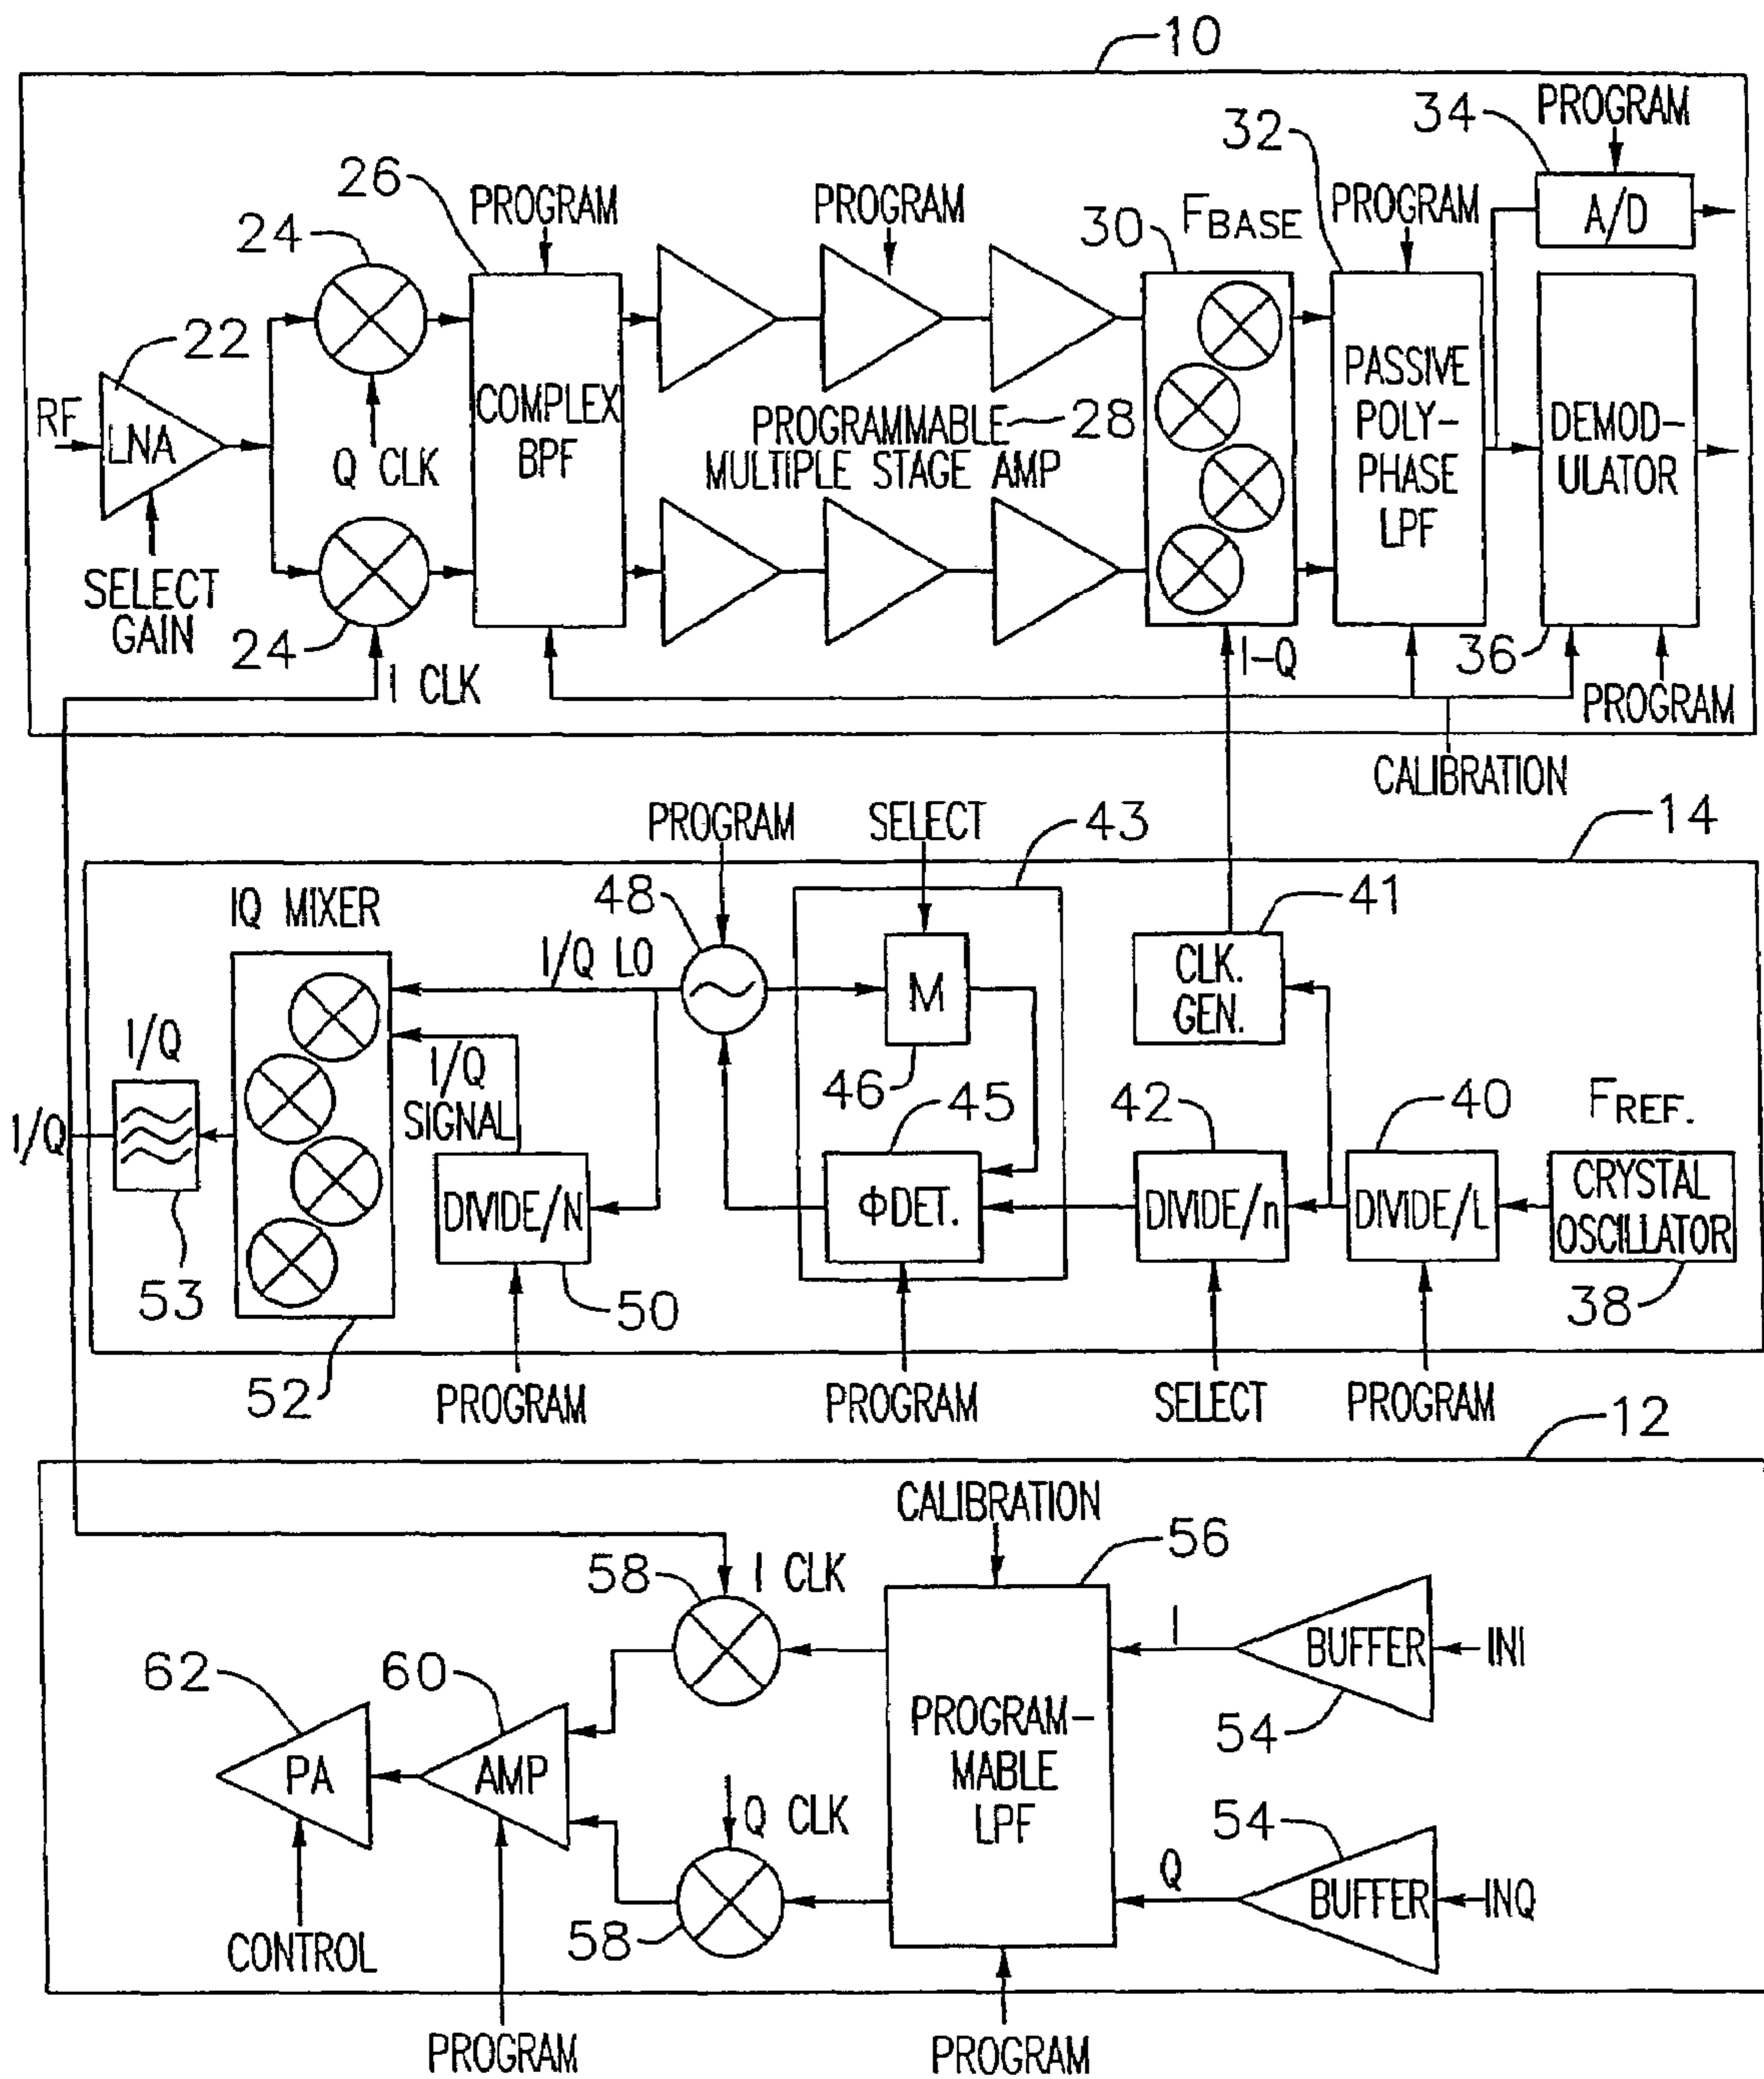 10
34
PROGRAM
32
26
PROGRAM
PROGRAM
30
FBASE
PROGRAM
A/D
24
22
RF
LNA
Q CLK
COMPLEX
BPF
PROGRAMMABLE
MULTIPLE STAGE AMP
28
PASSIVE
POLY-
PHASE
LPF
DEMOD-
ULATOR
SELECT
GAIN
24
I CLK
I-Q
36
PROGRAM
CALIBRATION
PROGRAM
SELECT
43
14
IQ MIXER
48
I/Q LO
M
41
CLK.
GEN.
I/Q
I/Q
I/Q
SIGNAL
46
45
42
40
FREF.
DIVIDE/N
ΦDET.
DIVIDE/n
DIVIDE/L
CRYSTAL
OSCILLATOR
53
50
38
52
PROGRAM
PROGRAM
SELECT
PROGRAM
12
CALIBRATION
56
58
I CLK
I
BUFFER
INI
62
60
54
PROGRAM-
MABLE
LPF
PA
AMP
Q CLK
54
Q
BUFFER
INQ
58
CONTROL
PROGRAM
PROGRAM